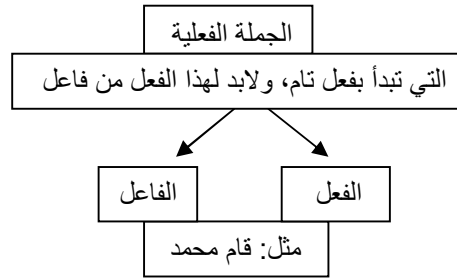 الجملة الفعلية
التي تبدأ بفعل تام، ولابد لهذا الفعل من فاعل
الفعل
الفاعل
مثل: قام محمد